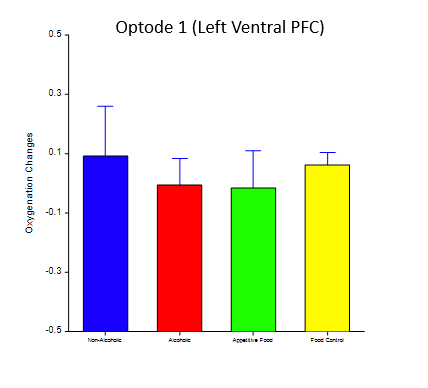 Optode 1 (Left Ventral PFC)
Oxygenation Changes
0.5
0.3
0.1
-0.1
-0.3
-0.5
Non-Alcoholic
Alcoholic
Appetitive Food
Food Control